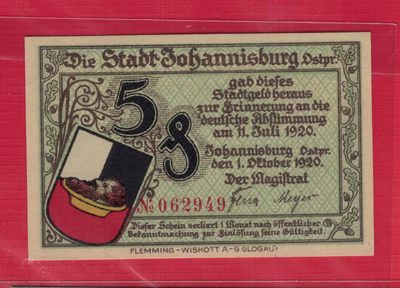 Die Stadt Johannisburg Ostpr.
gab dieses
Stadtgeld heraus
zur Erinnerung an die
deutsche Abstimmung
am 11. Juli 1920.
5 ₰
Johannisburg Ostpr.
den 1. Oktober 1920.
Der Magistrat
№ 062949
Meyer
Dieser Schein verliert 1 Monat nach öffentlicher
Bekanntmachung zur Einlösung seine Gültigkeit.
FLEMMING-WISKOTT A-G. GLOGAU